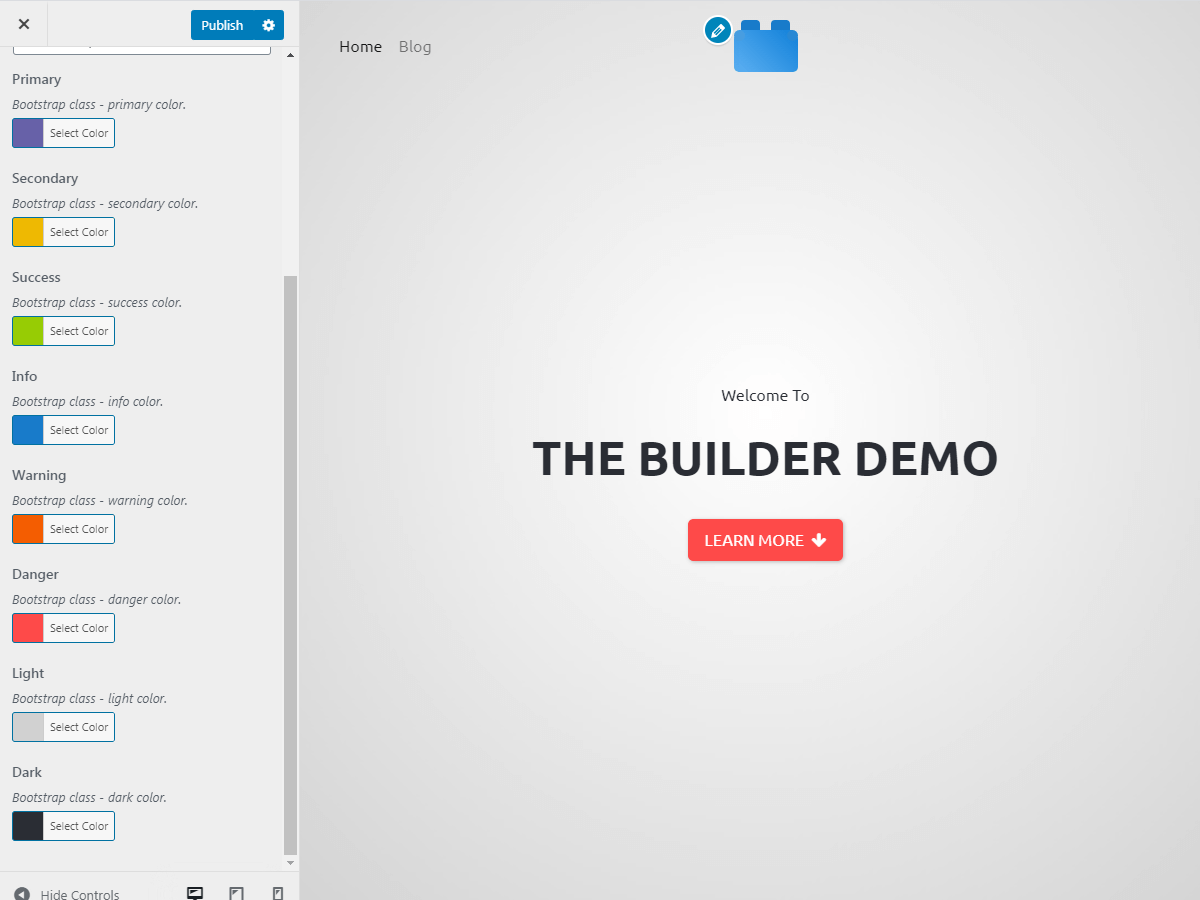 Publish
Primary
Bootstrap class - primary color.
Select Color
Secondary
Bootstrap class - secondary color.
Select Color
Success
Bootstrap class - success color.
Select Color
Info
Bootstrap class - info color.
Select Color
Warning
Bootstrap class - warning color.
Select Color
Danger
Bootstrap class - danger color.
Select Color
Light
Bootstrap class - light color.
Select Color
Dark
Bootstrap class - dark color.
Select Color
Hide Controls
Home Blog
Welcome To
THE BUILDER DEMO
LEARN MORE